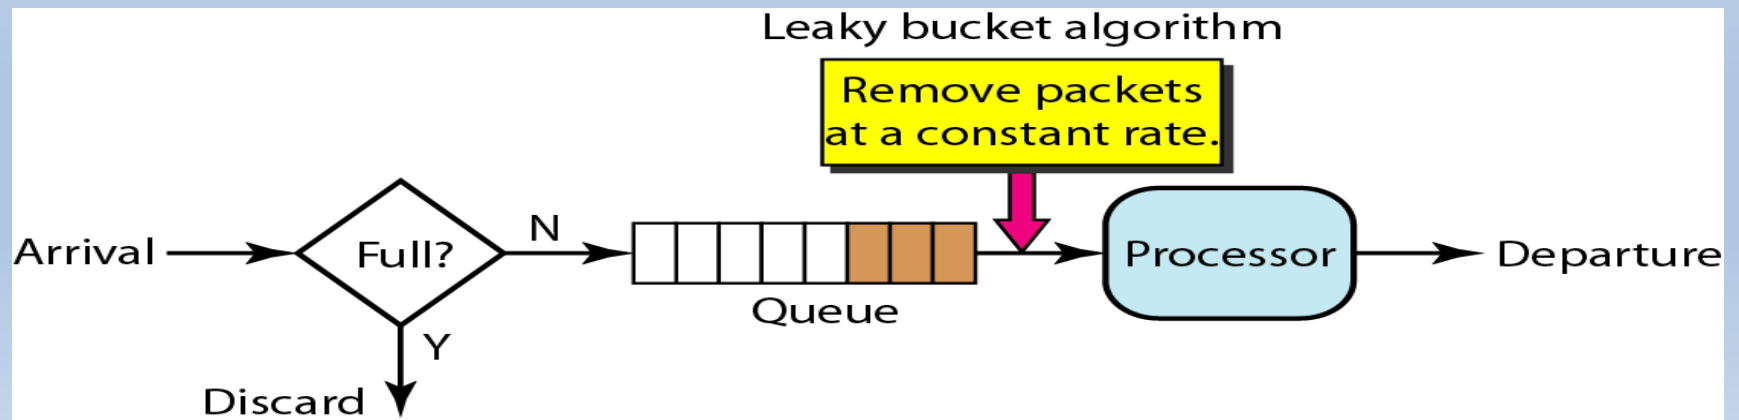 Leaky bucket algorithm
Remove packets
at a constant rate.
Arrival
Full?
N
Y
Discard
Queue
Processor
Departure